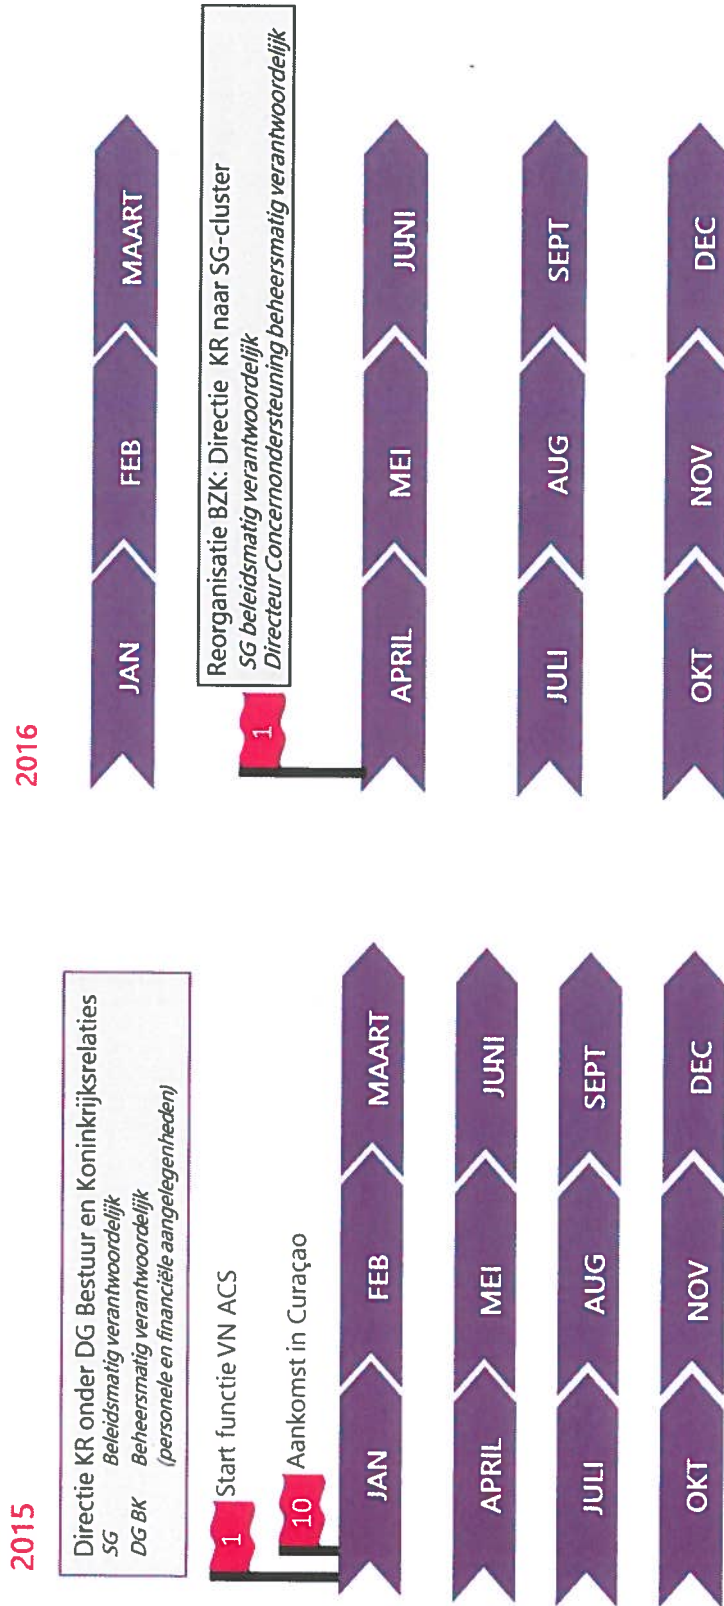 2015
Directie KR onder DG Bestuur en Koninkrijksrelaties
SG Beleidsmatig verantwoordelijk
DG BK Beheersmatig verantwoordelijk
(personele en financiële aangelegenheden)
1 Start functie VN ACS
10 Aankomst in Curaçao
JAN FEB MAART
APRIL MEI JUNI
JULI AUG SEPT
OKT NOV DEC
2016
JAN FEB MAART
Reorganisatie BZK: Directie KR naar SG-cluster
SG beleidsmatig verantwoordelijk
Directeur Concernondersteuning beheersmatig verantwoordelijk
1
APRIL MEI JUNI
JULI AUG SEPT
OKT NOV DEC